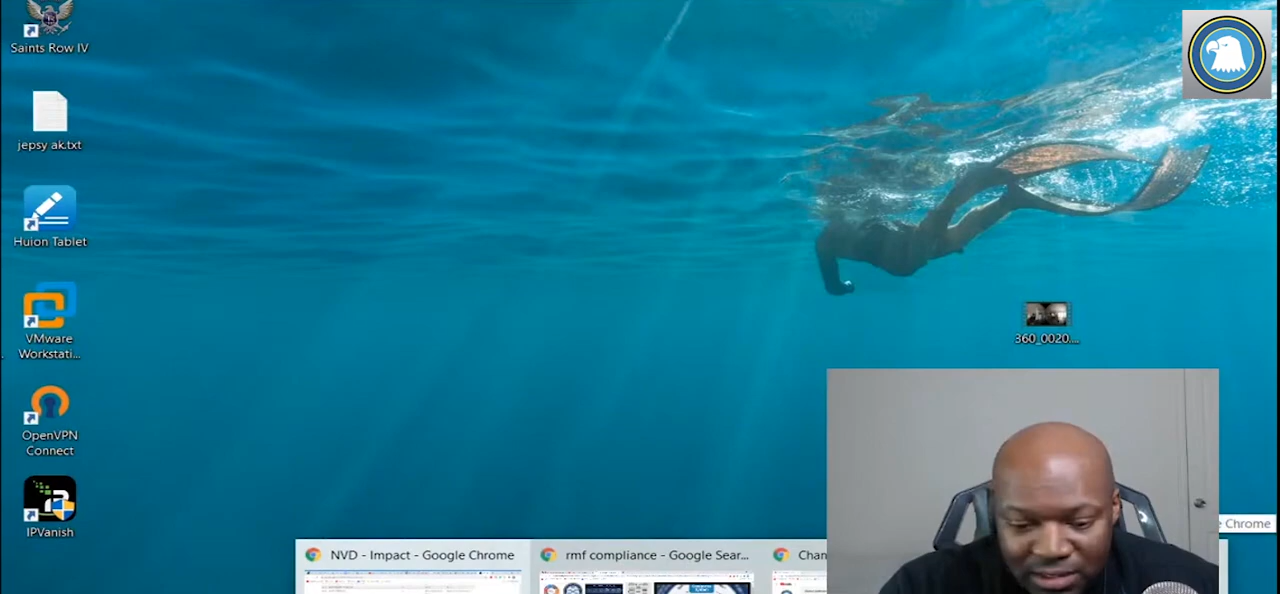 Saints Row IV
jepsy ak.txt
Huion Tablet
VMware
Workstati...
OpenVPN
Connect
IPVanish
360_0020....
e Chrome
NVD - Impact - Google Chrome
rmf compliance - Google Sear...
Chan